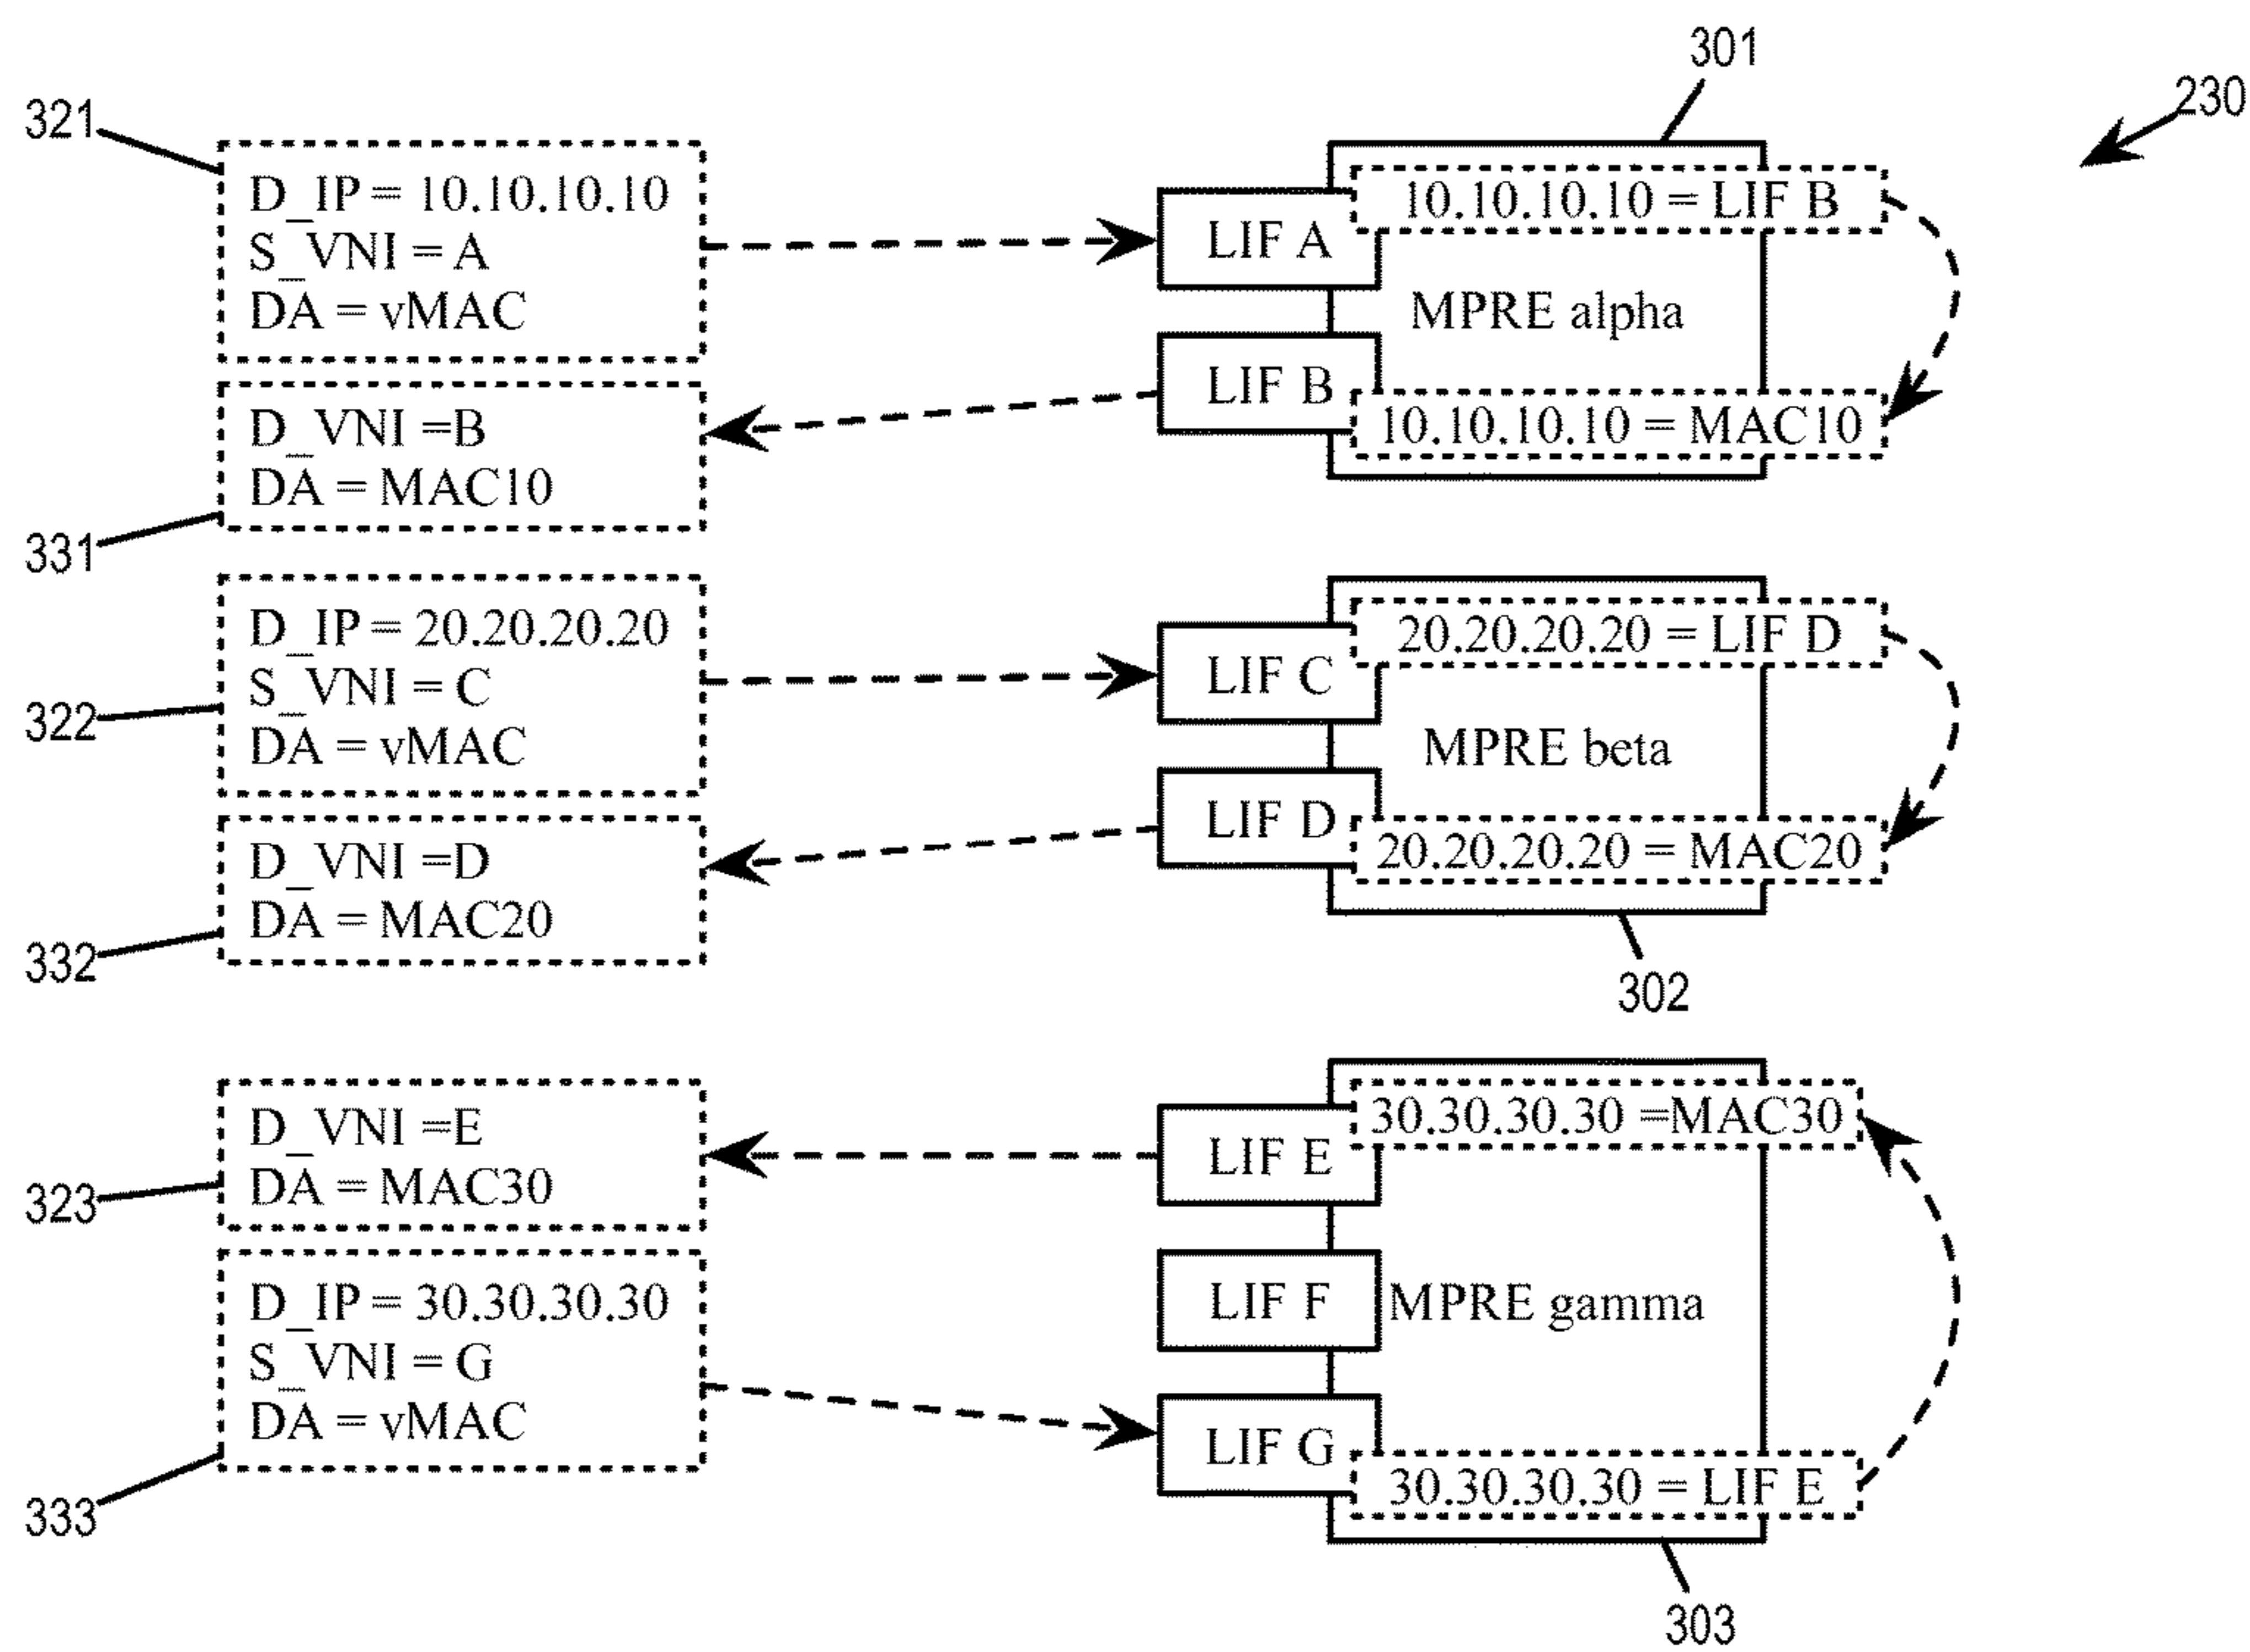 301
230
321
D_IP = 10.10.10.10
S_VNI = A
DA = vMAC
LIF A
10.10.10.10 = LIF B
MPRE alpha
LIF B
10.10.10.10 = MAC10
D_VNI =B
DA = MAC10
331
D_IP = 20.20.20.20
S_VNI = C
DA = vMAC
322
LIF C
20.20.20.20 = LIF D
MPRE beta
LIF D
20.20.20.20 = MAC20
D_VNI =D
DA = MAC20
332
302
D_VNI =E
DA = MAC30
323
LIF E
30.30.30.30 =MAC30
LIF F
MPRE gamma
D_IP = 30.30.30.30
S_VNI = G
DA = vMAC
333
LIF G
30.30.30.30 = LIF E
303